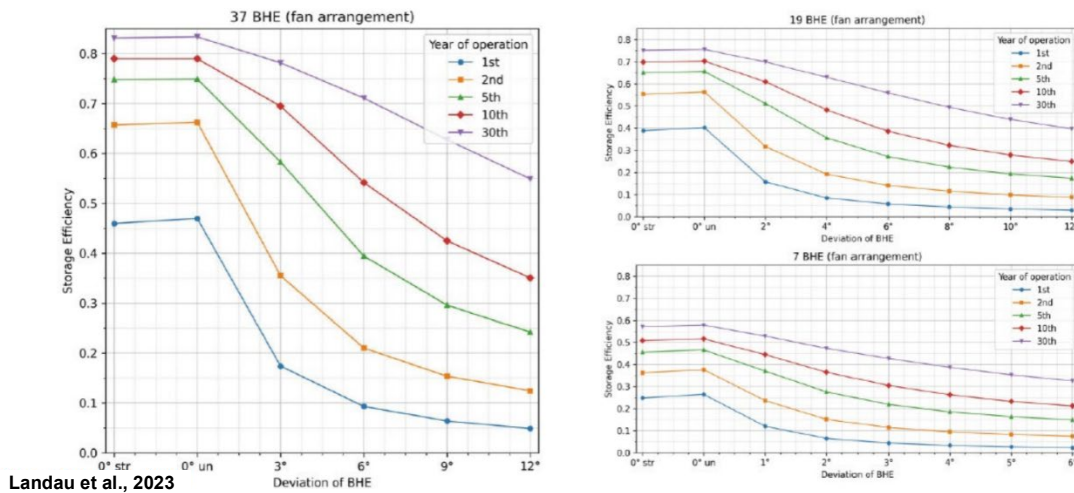 37 BHE (fan arrangement)
Storage Efficiency
0.8
0.7
0.6
0.5
0.4
0.3
0.2
0.1
0.0
Year of operation
1st
2nd
5th
10th
30th
0° str 0° un 3° 6° 9° 12°
Deviation of BHE
Landau et al., 2023
19 BHE (fan arrangement)
Storage Efficiency
0.8
0.7
0.6
0.5
0.4
0.3
0.2
0.1
0.0
Year of operation
1st
2nd
5th
10th
30th
0° str 0° un 2° 4° 6° 8° 10° 12°
Deviation of BHE
7 BHE (fan arrangement)
Storage Efficiency
0.8
0.7
0.6
0.5
0.4
0.3
0.2
0.1
0.0
Year of operation
1st
2nd
5th
10th
30th
0° str 0° un 1° 2° 3° 4° 5° 6°
Deviation of BHE